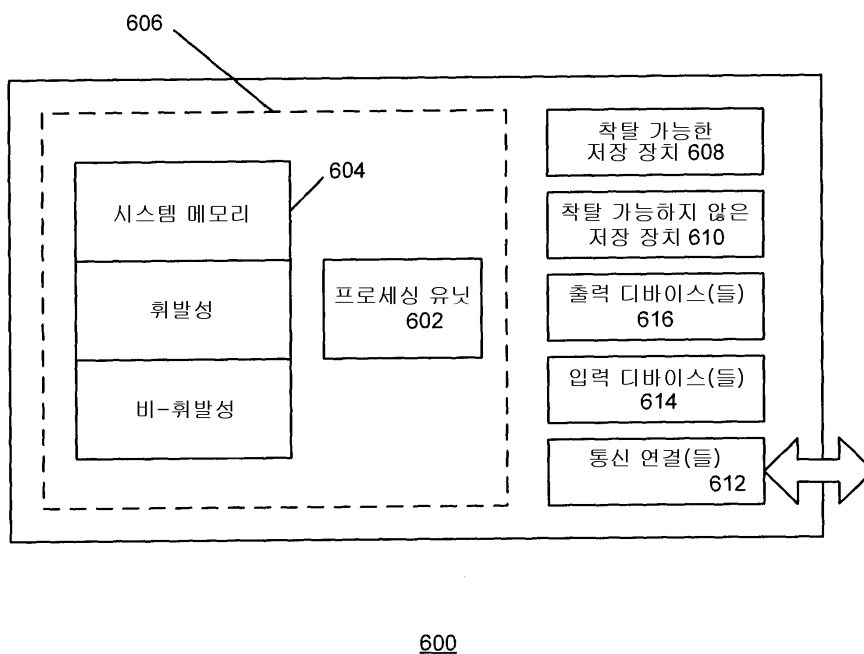 606
604
시스템 메모리
휘발성
비-휘발성
프로세싱 유닛
602
착탈 가능한
저장 장치 608
착탈 가능하지 않은
저장 장치 610
출력 디바이스(들)
616
입력 디바이스(들)
614
통신 연결(들)
612
600